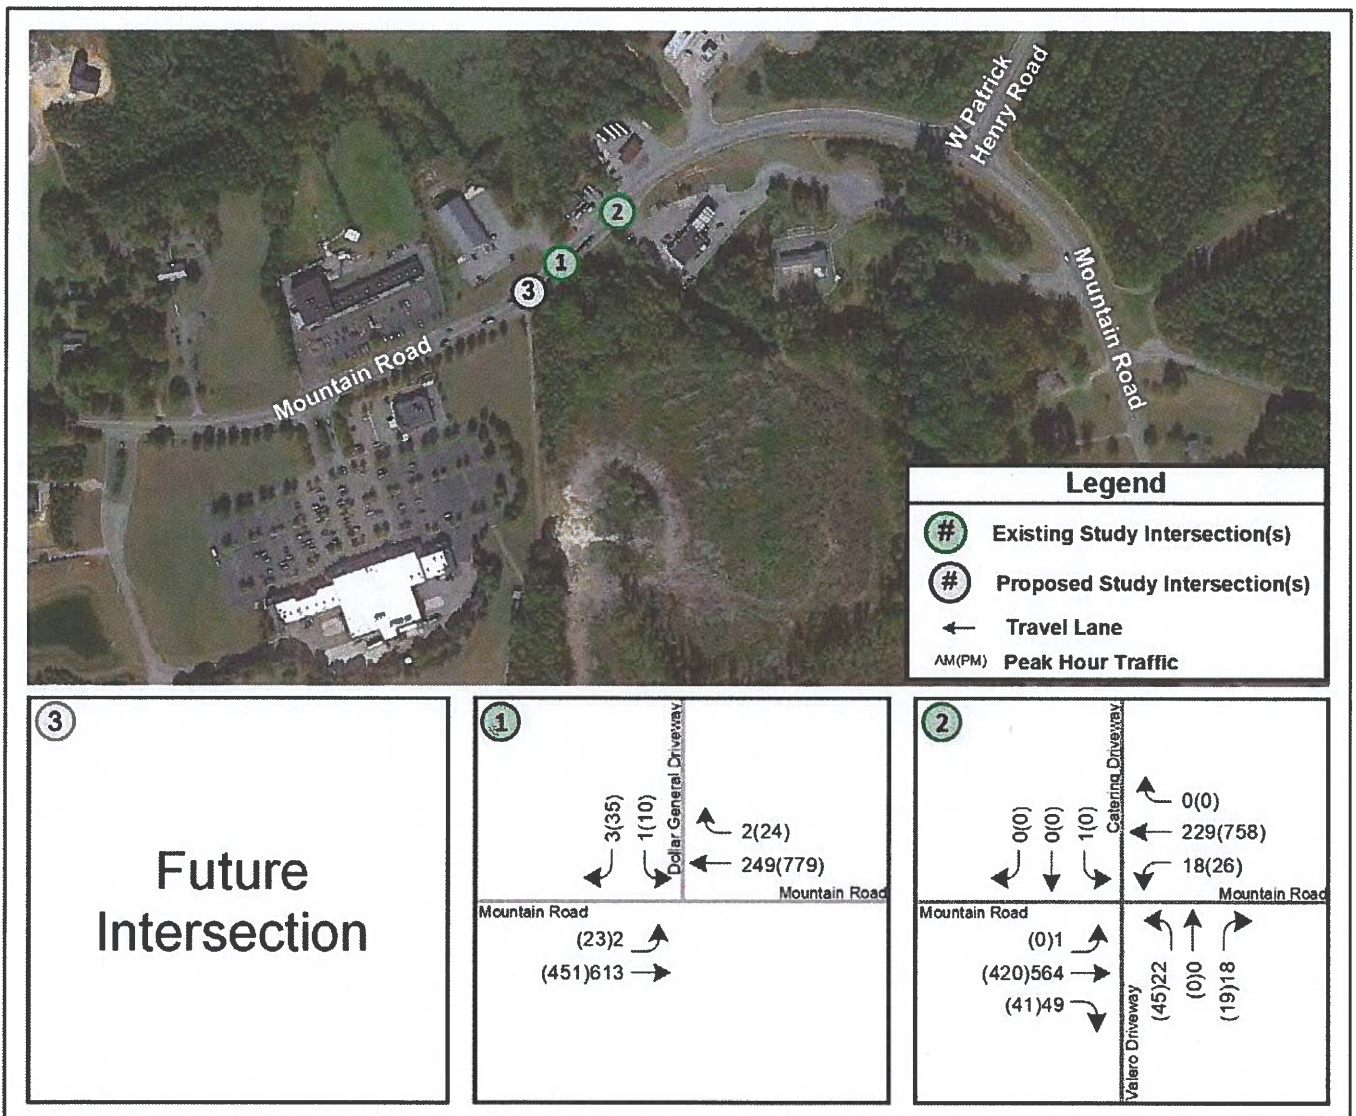 W Patrick
Henry Road
2
1
3
Mountain Road
Mountain Road
Legend
# Existing Study Intersection(s)
# Proposed Study Intersection(s)
Travel Lane
AM(PM) Peak Hour Traffic
3
Future
Intersection
1
Dollar General Driveway
3(35)
1(10)
2(24)
249(779)
Mountain Road
Mountain Road
(23)2
(451)613
2
Catering Driveway
0(0)
0(0)
1(0)
0(0)
229(758)
18(26)
Mountain Road
Mountain Road
(0)1
(420)564
(41)49
Valero Driveway
(45)22
(0)0
(19)18